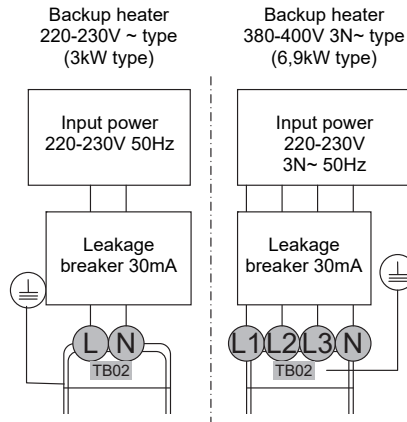 Backup heater
220-230V ~ type
(3kW type)
Input power
220-230V 50Hz
Leakage
breaker 30mA
L N
TB02
Backup heater
380-400V 3N~ type
(6,9kW type)
Input power
220-230V
3N~ 50Hz
Leakage
breaker 30mA
L1 L2 L3 N
TB02